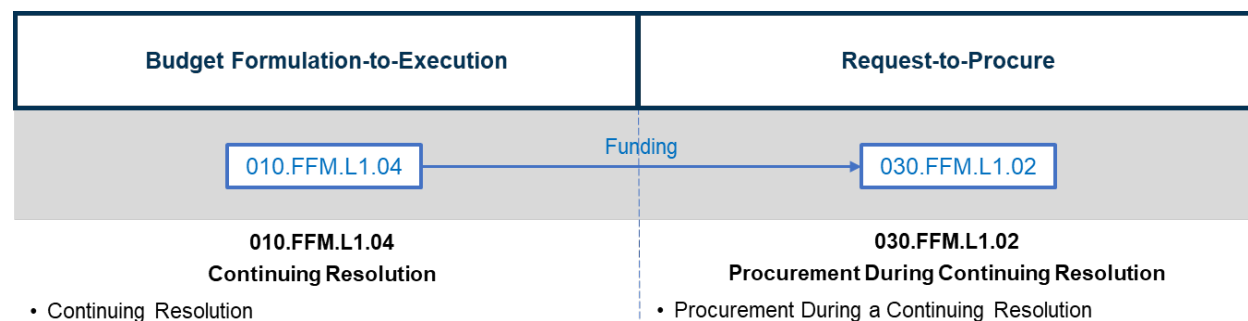 Budget Formulation-to-Execution
Request-to-Procure
Funding
010.FFM.L1.04
030.FFM.L1.02
010.FFM.L1.04
Continuing Resolution
• Continuing Resolution
030.FFM.L1.02
Procurement During Continuing Resolution
• Procurement During a Continuing Resolution